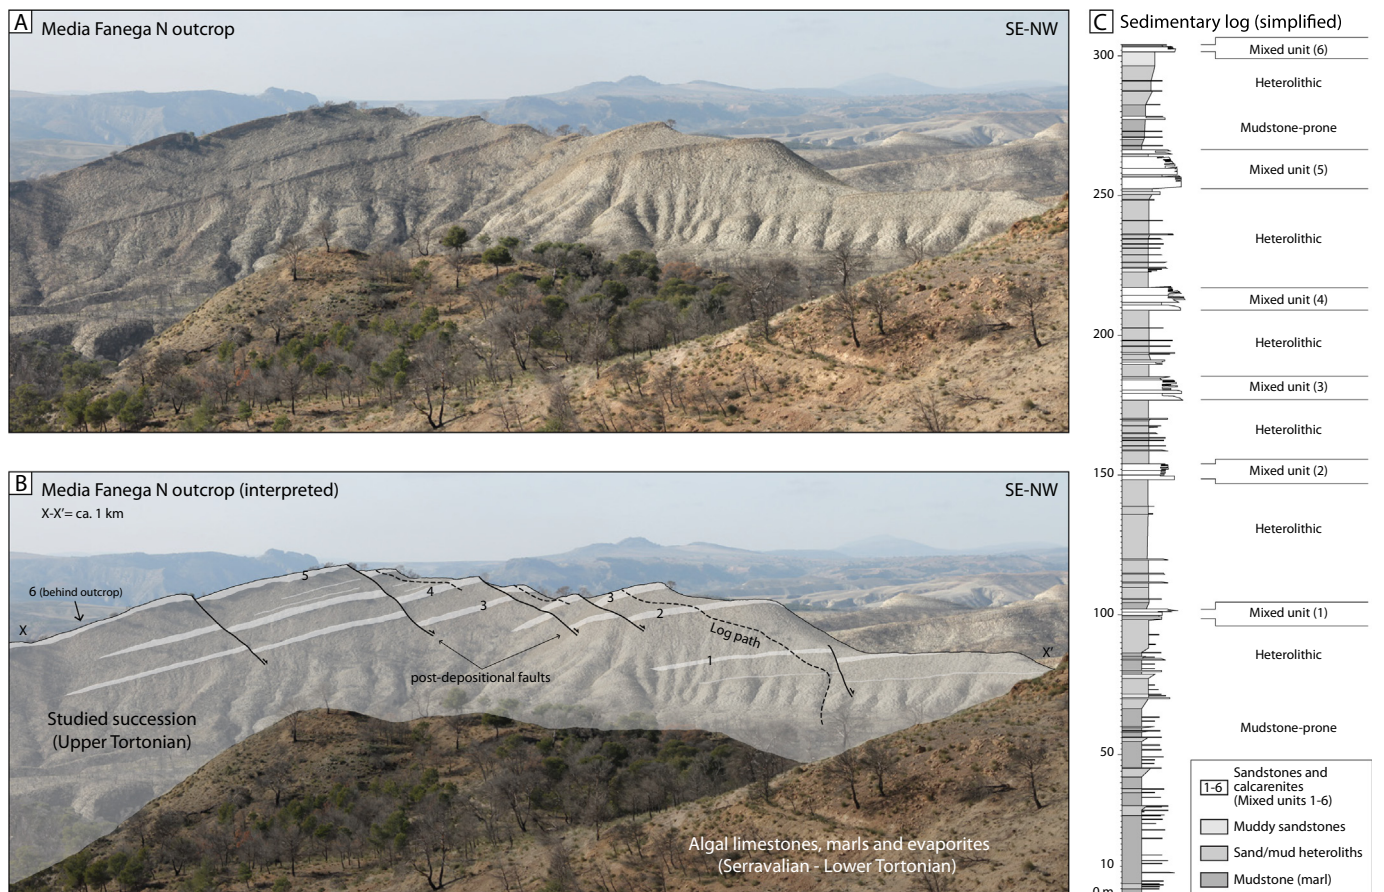 A
Media Fanega N outcrop
SE-NW
B
Media Fanega N outcrop (interpreted)
SE-NW
X-X’= ca. 1 km
6 (behind outcrop)
X
5
4
3
3
2
1
Log path
X’
post-depositional faults
Studied succession
(Upper Tortonian)
Algal limestones, marls and evaporites
(Serravalian - Lower Tortonian)
C
Sedimentary log (simplified)
300
Mixed unit (6)
Heterolithic
Mudstone-prone
Mixed unit (5)
250
Heterolithic
Mixed unit (4)
200
Heterolithic
Mixed unit (3)
Heterolithic
150
Mixed unit (2)
Heterolithic
100
Mixed unit (1)
Heterolithic
Mudstone-prone
50
10
0 m
1-6
Sandstones and
calcarenites
(Mixed units 1-6)
Muddy sandstones
Sand/mud heteroliths
Mudstone (marl)